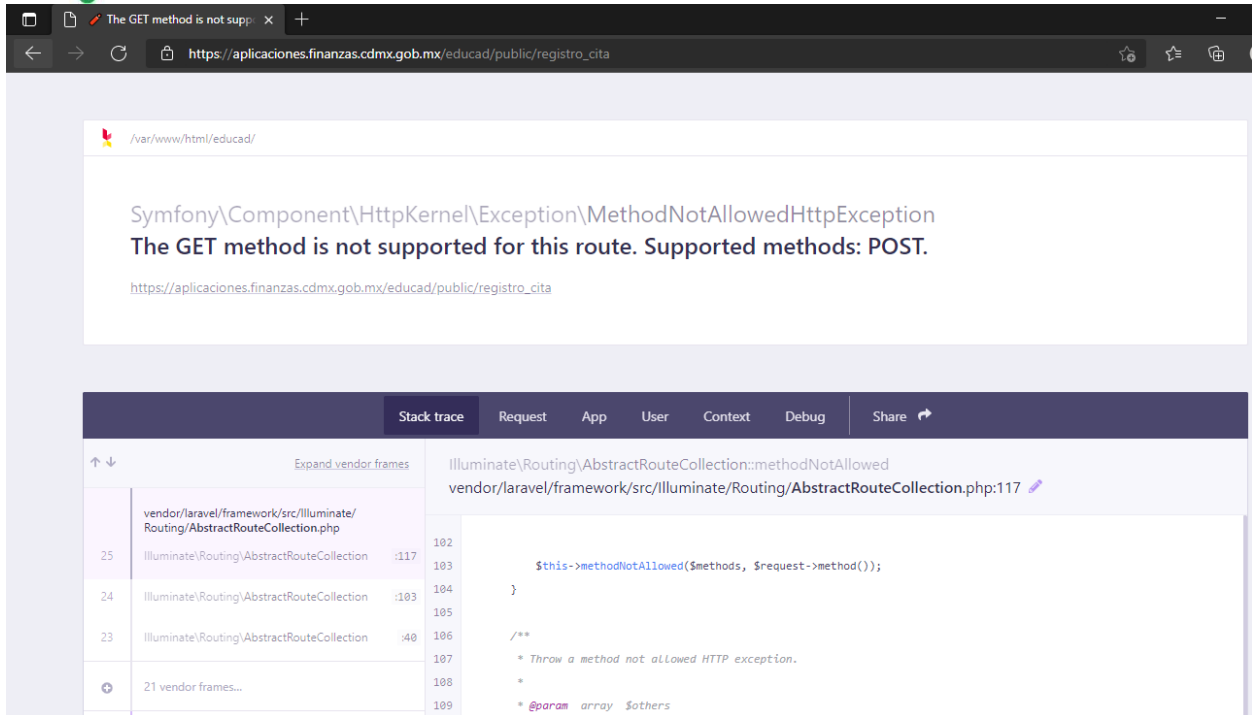 The GET method is not supp
https://aplicaciones.finanzas.cdmx.gob.mx/educad/public/registro_cita
/var/www/html/educad/
Symfony\Component\HttpKernel\Exception\MethodNotAllowedHttpException
The GET method is not supported for this route. Supported methods: POST.
https://aplicaciones.finanzas.cdmx.gob.mx/educad/public/registro_cita
Stack trace Request App User Context Debug Share
Expand vendor frames
vendor/laravel/framework/src/Illuminate/
Routing/AbstractRouteCollection.php
25 Illuminate\Routing\AbstractRouteCollection :117
24 Illuminate\Routing\AbstractRouteCollection :103
23 Illuminate\Routing\AbstractRouteCollection :40
21 vendor frames...
Illuminate\Routing\AbstractRouteCollection::methodNotAllowed
vendor/laravel/framework/src/Illuminate/Routing/AbstractRouteCollection.php:117
102
103 $this->methodNotAllowed($methods, $request->method());
104 }
105
106 /**
107 * Throw a method not allowed HTTP exception.
108 *
109 * @param array $others